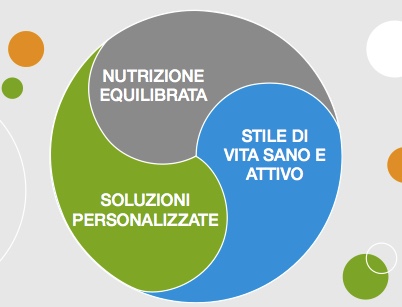 NUTRIZIONE
EQUILIBRATA
STILE DI
VITA SANO E
ATTIVO
SOLUZIONI
PERSONALIZZATE